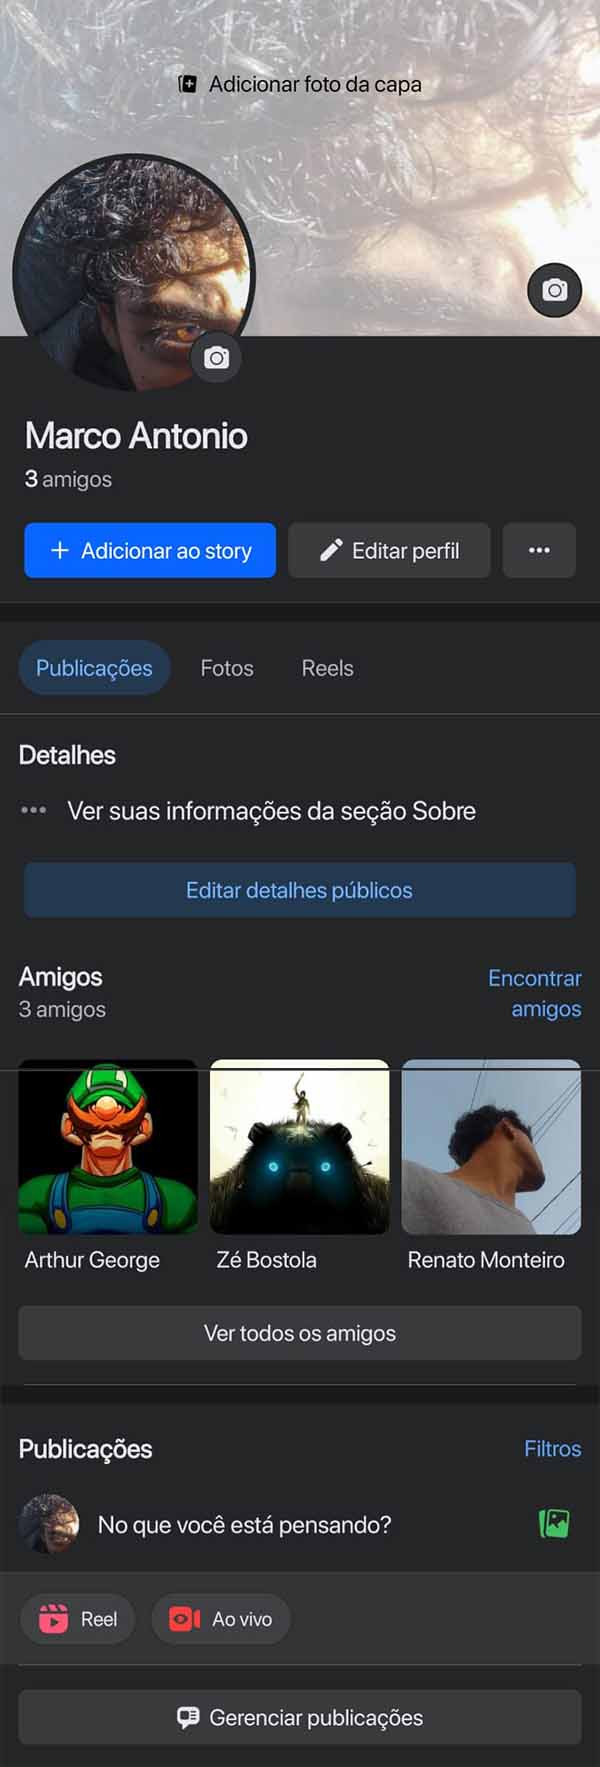 Adicionar foto da capa
Marco Antonio
3 amigos
+ Adicionar ao story
Editar perfil
Publicações
Fotos
Reels
Detalhes
Ver suas informações da seção Sobre
Editar detalhes públicos
Amigos
3 amigos
Encontrar
amigos
Arthur George
Zé Bostola
Renato Monteiro
Ver todos os amigos
Publicações
Filtros
No que você está pensando?
Reel
Ao vivo
Gerenciar publicações